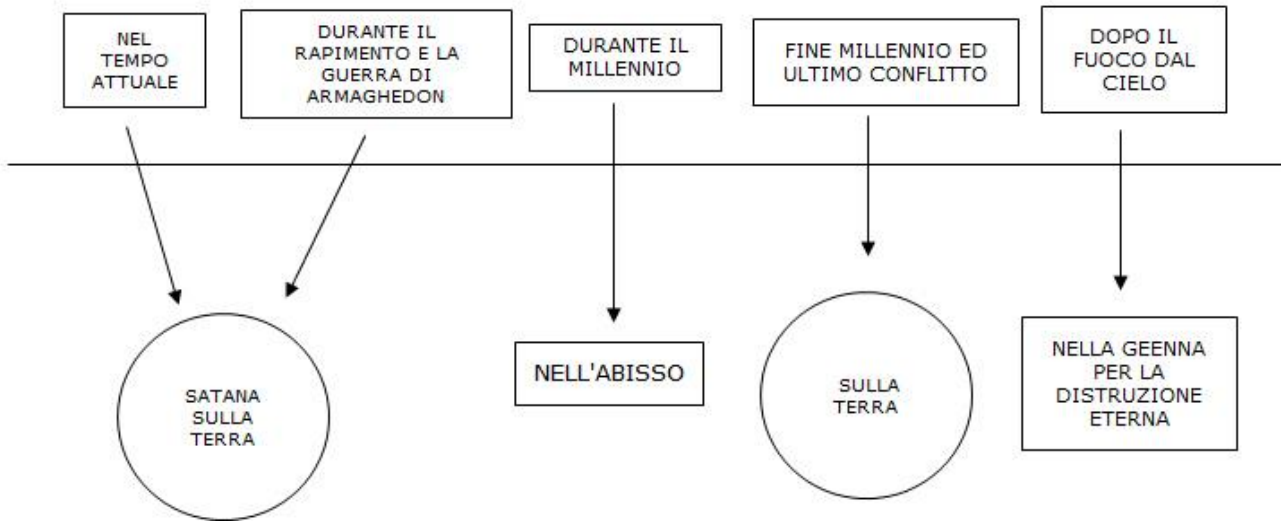 NEL
TEMPO
ATTUALE
DURANTE IL
RAPIMENTO E LA
GUERRA DI
ARMAGHEDON
DURANTE IL
MILLENNIO
FINE MILLENNIO ED
ULTIMO CONFLITTO
DOPO IL
FUOCO DAL
CIELO
SATANA
SULLA
TERRA
NELL'ABISSO
SULLA
TERRA
NELLA GEENNA
PER LA
DISTRUZIONE
ETERNA